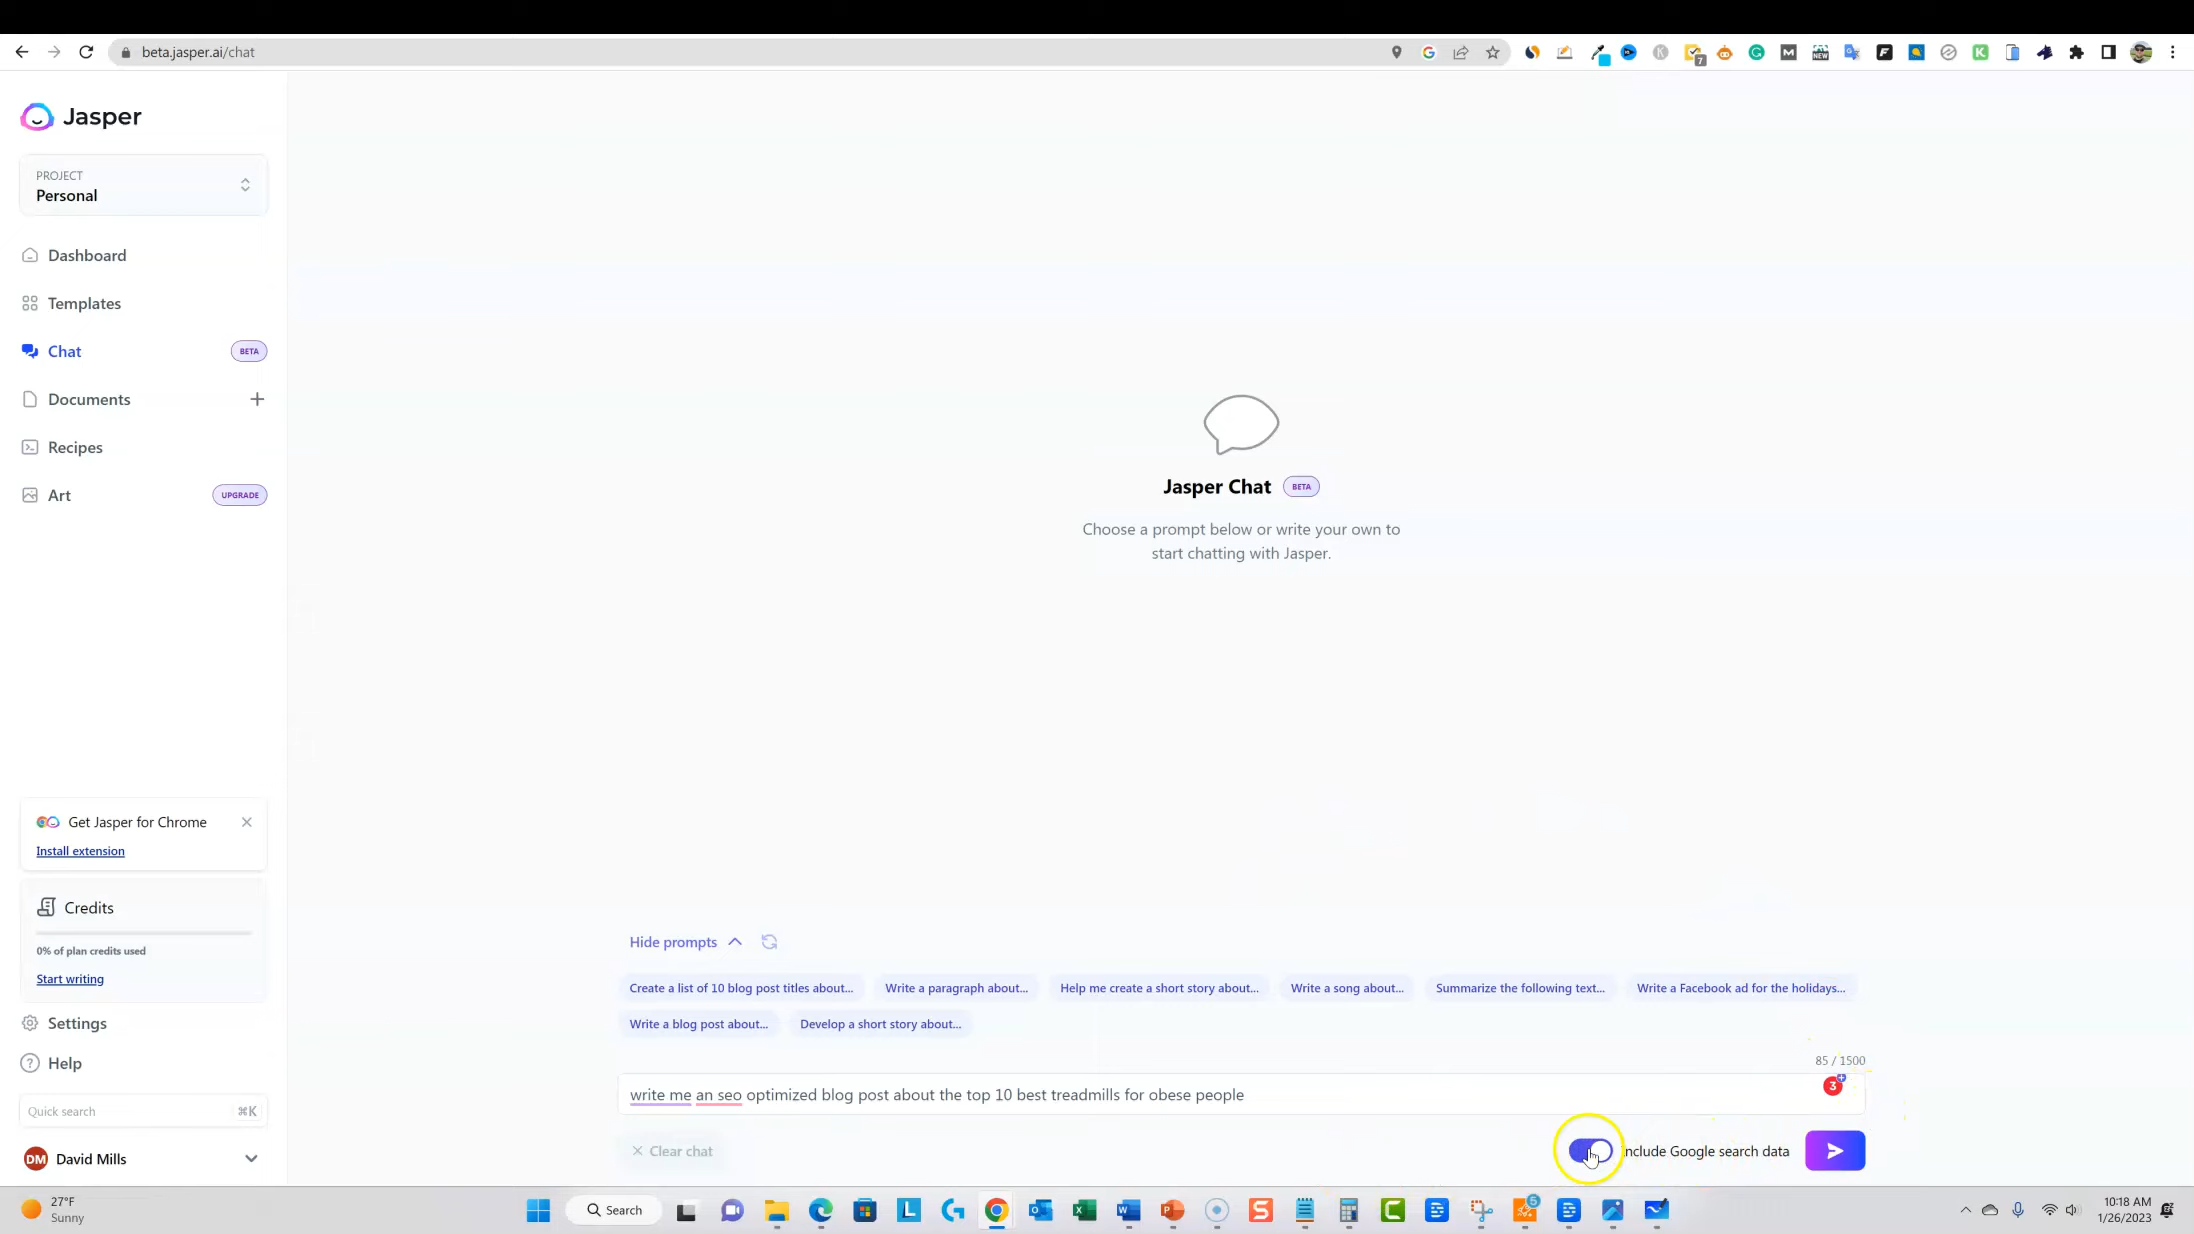 beta.jasper.ai/chat
7
NEW
Jasper
PROJECT
Personal
Dashboard
Templates
Chat
BETA
Documents
Recipes
Art
UPGRADE
Jasper Chat BETA
Choose a prompt below or write your own to
start chatting with Jasper.
Get Jasper for Chrome
Install extension
Credits
0% of plan credits used
Start writing
Settings
Help
Quick search
⌘K
DM David Mills
Hide prompts
Create a list of 10 blog post titles about...
Write a paragraph about...
Help me create a short story about...
Write a song about...
Summarize the following text...
Write a Facebook ad for the holidays...
Write a blog post about...
Develop a short story about...
85 / 1500
write me an seo optimized blog post about the top 10 best treadmills for obese people
3
Clear chat
nclude Google search data
27°F
Sunny
Search
5
10:18 AM
1/26/2023